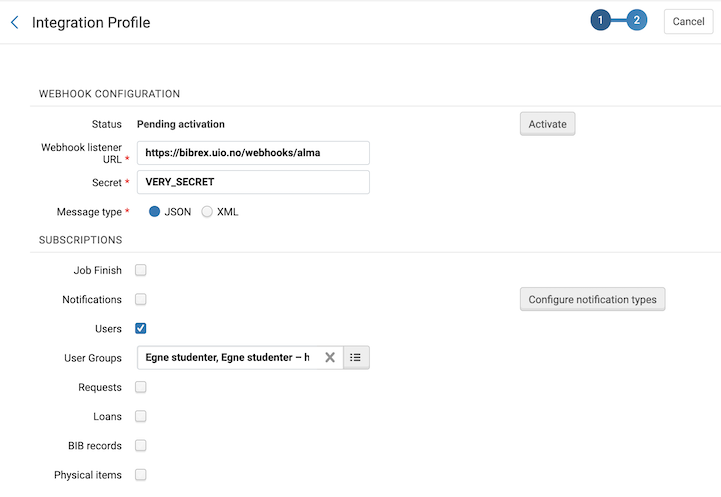 Integration Profile
1
2
Cancel
WEBHOOK CONFIGURATION
Status Pending activation Activate
Webhook listener
URL * https://bibrex.uio.no/webhooks/alma
Secret * VERY_SECRET
Message type * JSON XML
SUBSCRIPTIONS
Job Finish
Notifications Configure notification types
Users
User Groups Egne studenter, Egne studenter – h
Requests
Loans
BIB records
Physical items